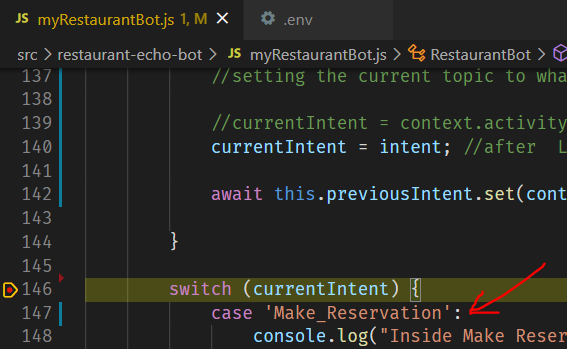 JS myRestaurantBot.js 1, M × .env
src > restaurant-echo-bot > JS myRestaurantBot.js > RestaurantBot >
137 //setting the current topic to wha
138
139 //currentIntent = context.activity
140 currentIntent = intent; //after L
141
142 await this.previousIntent.set(cont
143
144 }
145
146 switch (currentIntent) {
147 case 'Make_Reservation':
148 console.log("Inside Make Reser